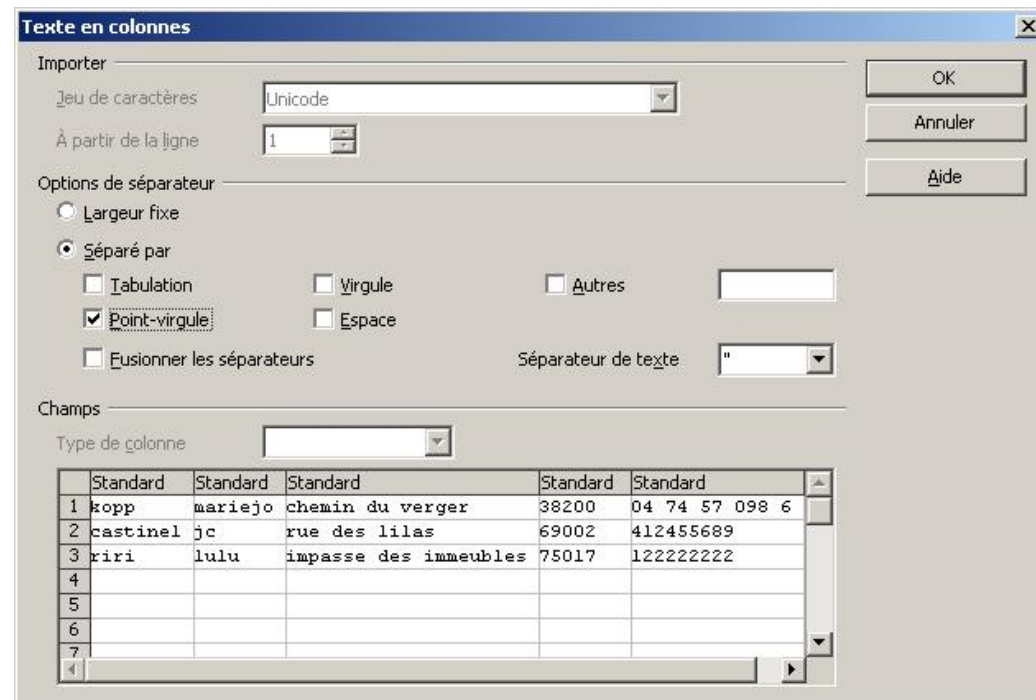 Texte en colonnes
Importer
Jeu de caractères Unicode
À partir de la ligne 1
OK
Annuler
Aide
Options de séparateur
Largeur fixe
Séparé par
Tabulation Virgule Autres
Point-virgule Espace
Fusionner les séparateurs Séparateur de texte "
Champs
Type de colonne
Standard Standard Standard Standard Standard
1 kopp mariejo chemin du verger 38200 04 74 57 098 6
2 castinel jc rue des lilas 69002 412455689
3 riri lulu impasse des immeubles 75017 122222222
4
5
6
7